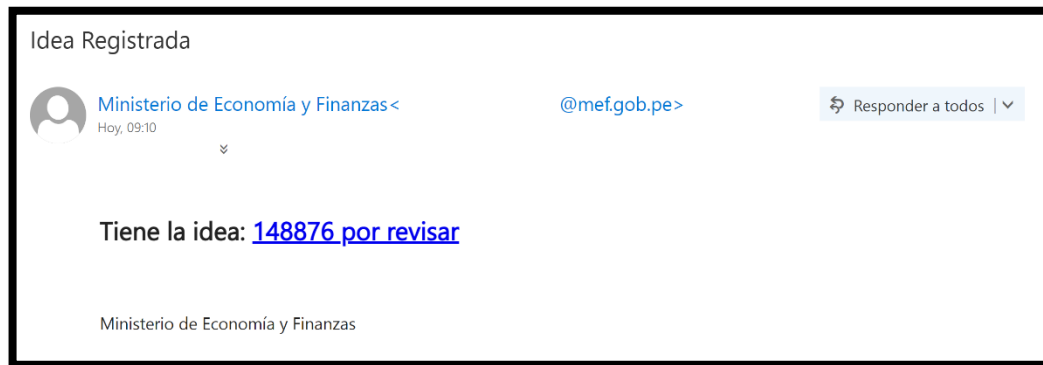 Idea Registrada
Ministerio de Economía y Finanzas< @mef.gob.pe>
Responder a todos
Hoy, 09:10
Tiene la idea: 148876 por revisar
Ministerio de Economía y Finanzas